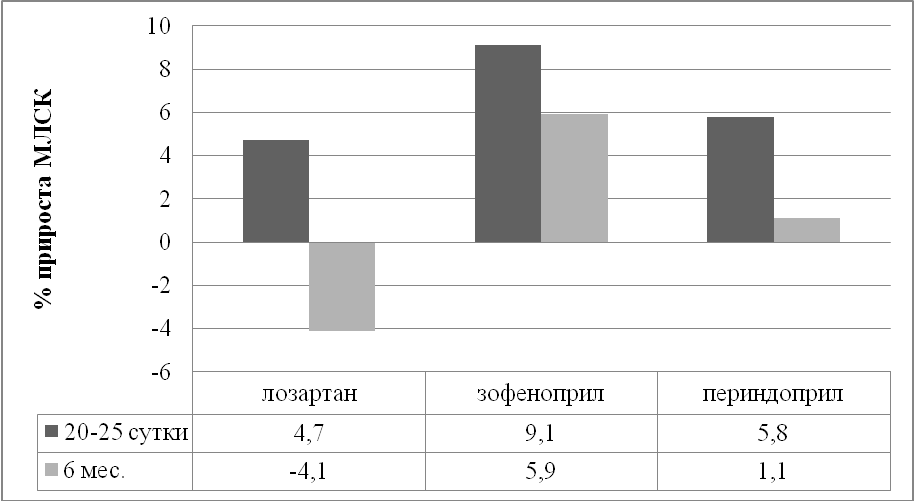 % прироста МЛСК
10
8
6
4
2
0
-2
-4
-6
лозартан зофеноприл периндоприл
20-25 сутки 4,7 9,1 5,8
6 мес. -4,1 5,9 1,1